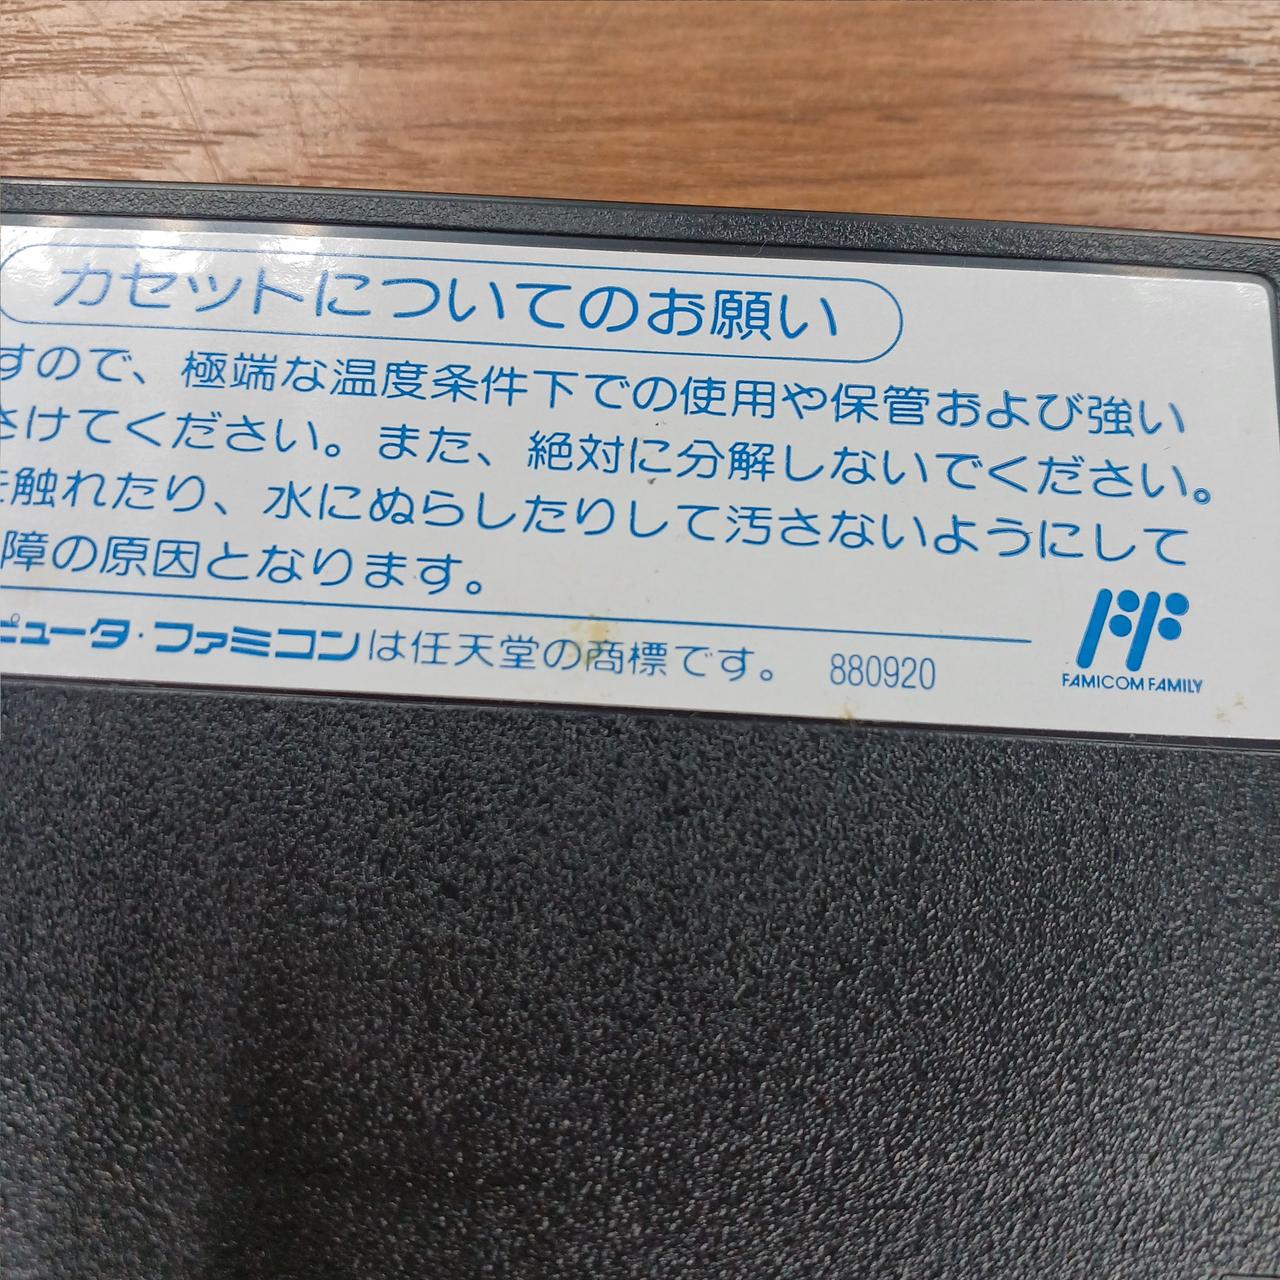 カセットについてのお願い
すので、極端な温度条件下での使用や保管および強い
さけてください。また、絶対に分解しないでください。
を触れたり、水にぬらしたりして汚さないようにして
障の原因となります。
ピュータ・ファミコンは任天堂の商標です。 880920
FAMICOM FAMILY